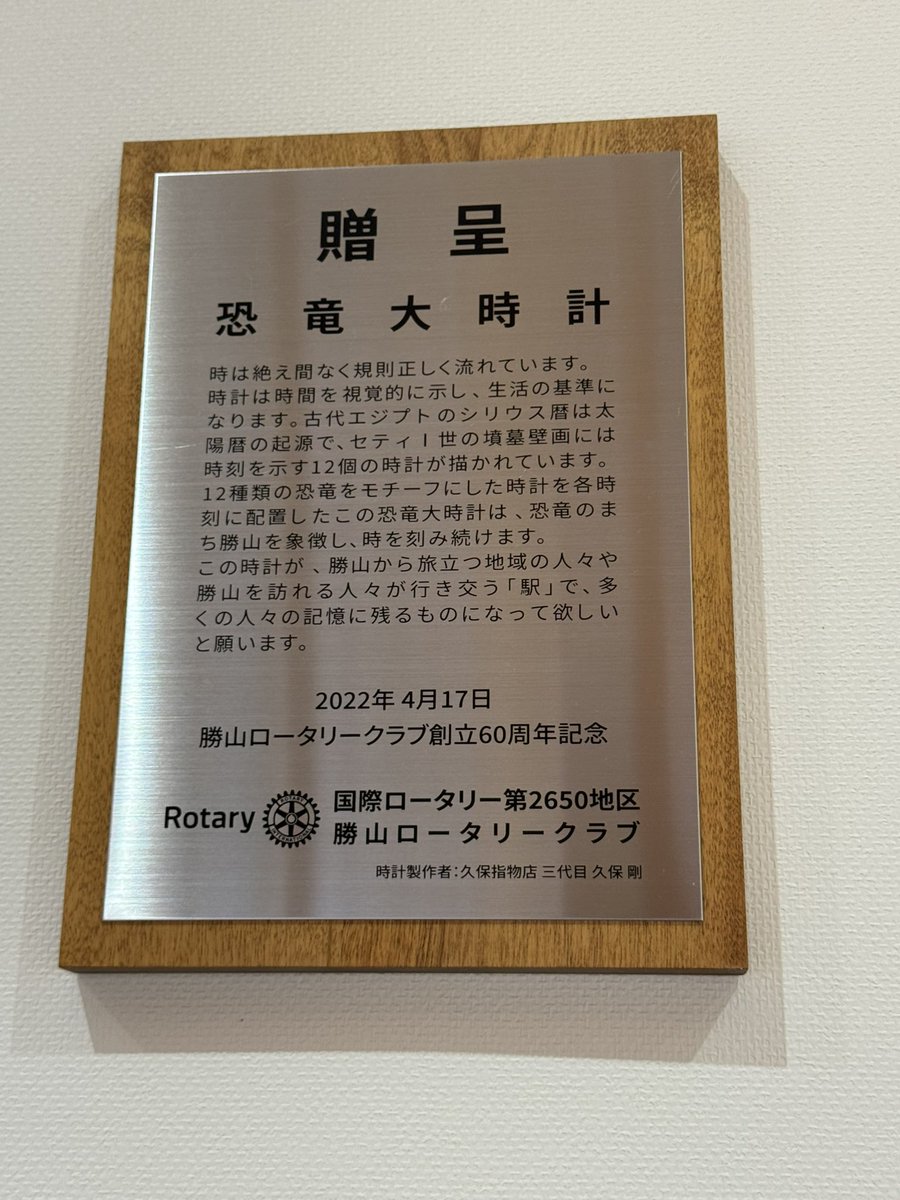 贈呈
恐竜大時計
時は絶え間なく規則正しく流れています。
時計は時間を視覚的に示し、生活の基準に
なります。古代エジプトのシリウス暦は太
陽暦の起源で、セティⅠ世の墳墓壁画には
時刻を示す12個の時計が描かれています。
12種類の恐竜をモチーフにした時計を各時
刻に配置したこの恐竜大時計は、恐竜のま
ち勝山を象徴し、時を刻み続けます。
この時計が、勝山から旅立つ地域の人々や
勝山を訪れる人々が行き交う「駅」で、多
くの人々の記憶に残るものになって欲しい
と願います。
2022年 4月17日
勝山ロータリークラブ創立60周年記念
Rotary
ROTARY INTERNATIONAL
国際ロータリー第2650地区
勝山ロータリークラブ
時計製作者：久保指物店 三代目 久保 剛